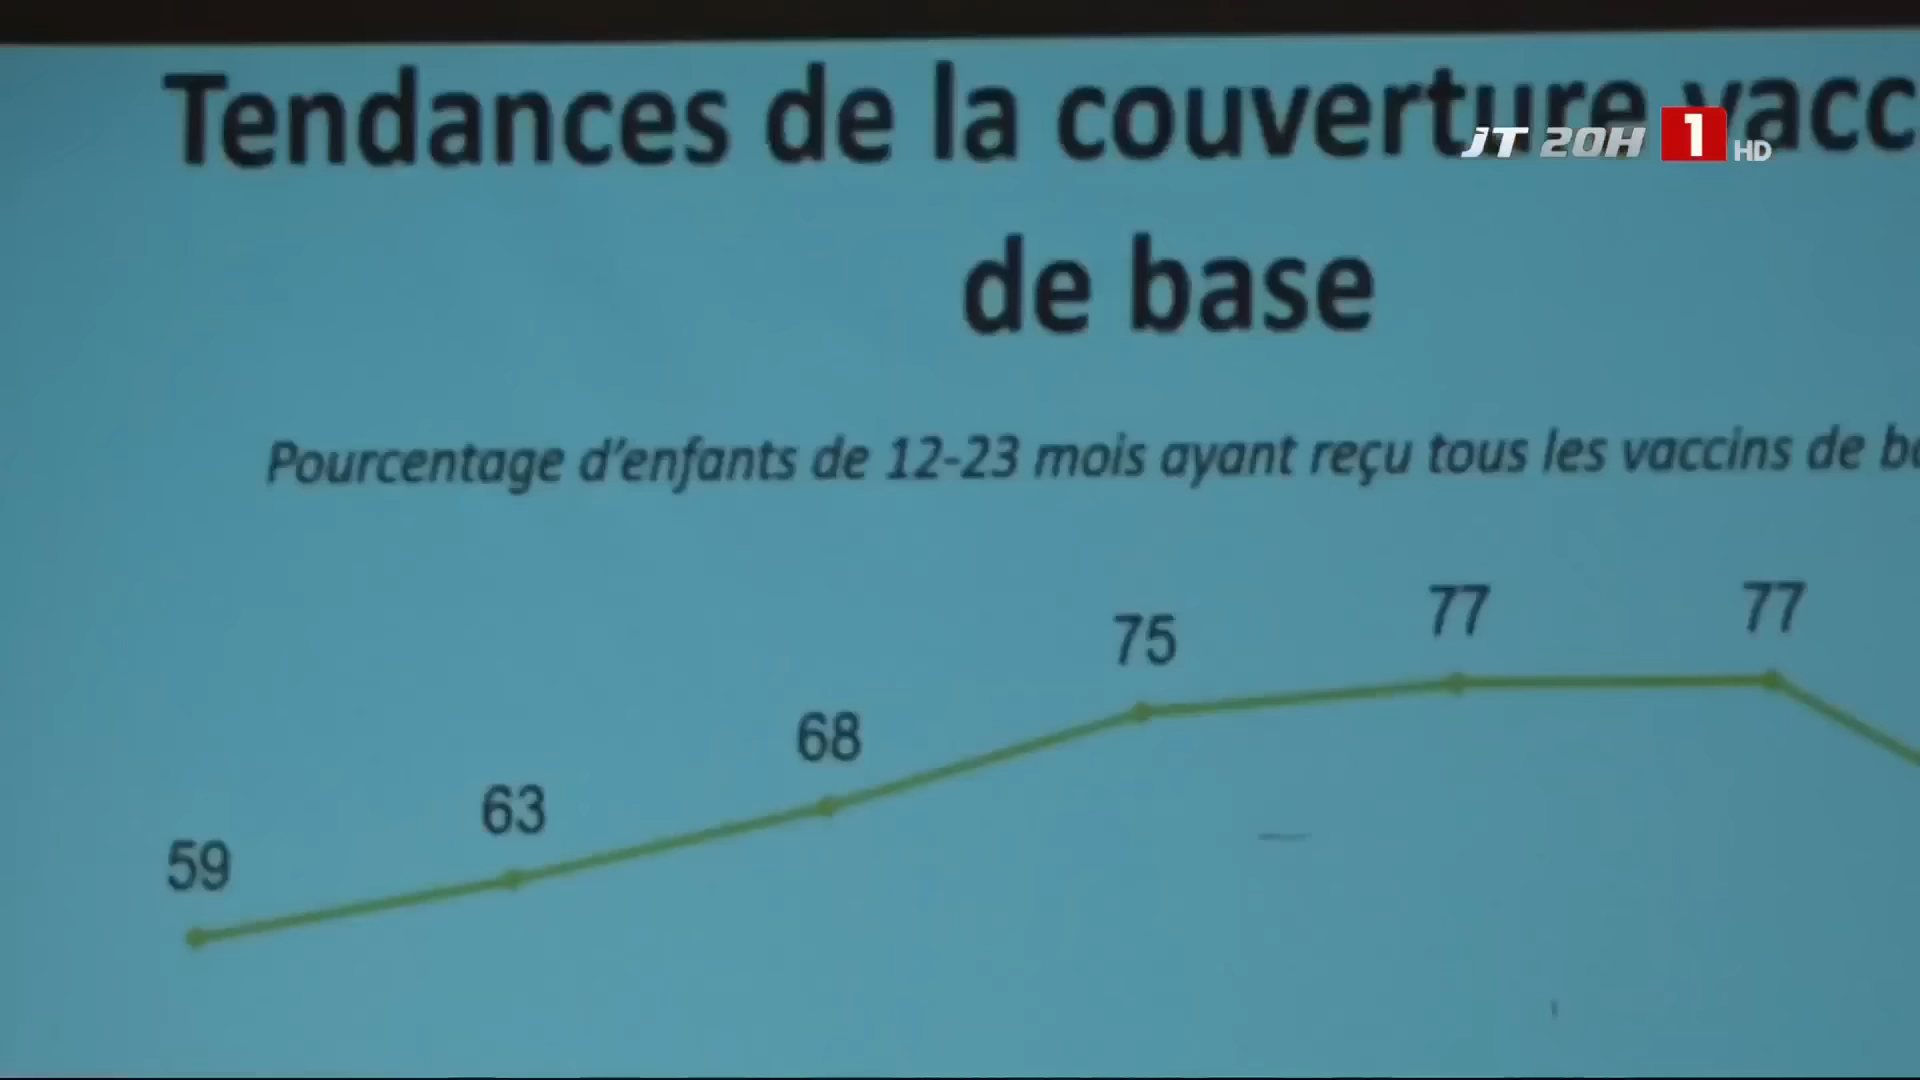 Tendances de la couverture vacc
de base
JT 20H 1 HD
Pourcentage d'enfants de 12-23 mois ayant reçu tous les vaccins de
59
63
68
75
77
77